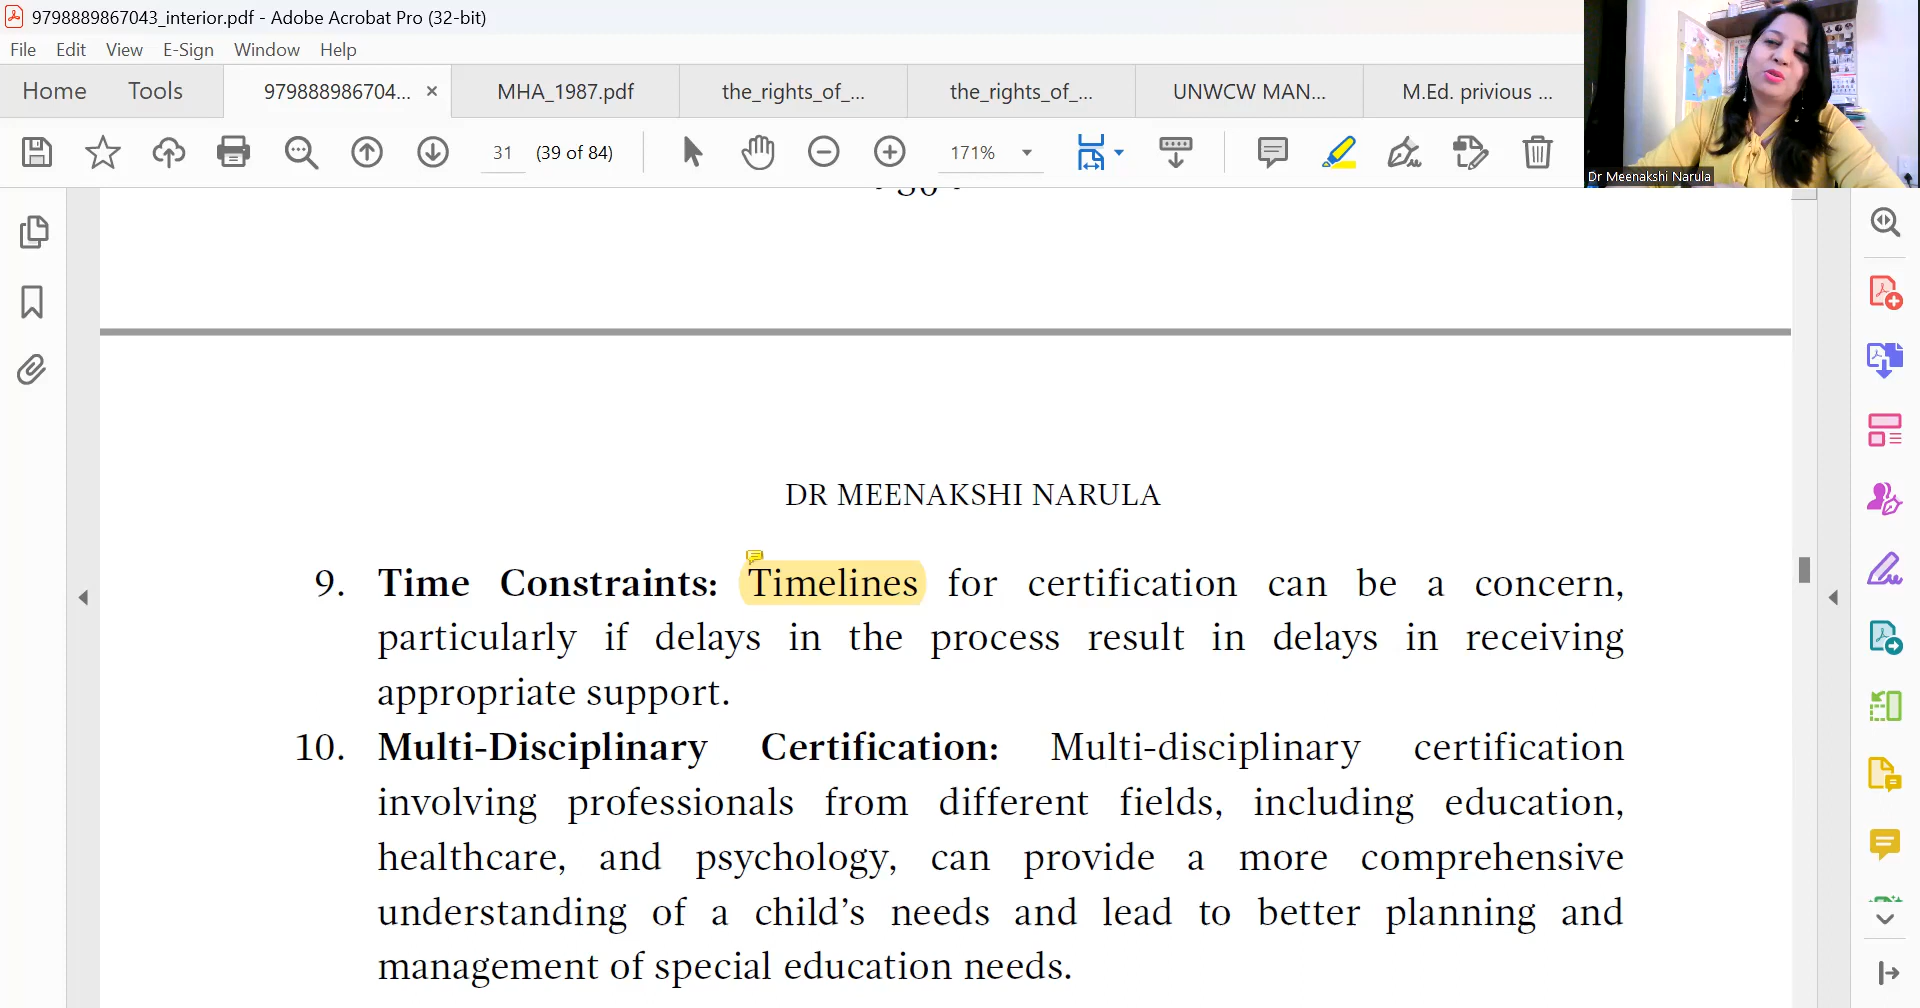 9798889867043_interior.pdf - Adobe Acrobat Pro (32-bit)
File Edit View E-Sign Window Help
Home Tools 979888986704... × MHA_1987.pdf the_rights_of_... the_rights_of_... UNWCW MAN... M.Ed. privious ...
31 (39 of 84) 171%
Dr Meenakshi Narula
DR MEENAKSHI NARULA
9. Time Constraints: Timelines for certification can be a concern,
particularly if delays in the process result in delays in receiving
appropriate support.
10. Multi-Disciplinary Certification: Multi-disciplinary certification
involving professionals from different fields, including education,
healthcare, and psychology, can provide a more comprehensive
understanding of a child’s needs and lead to better planning and
management of special education needs.